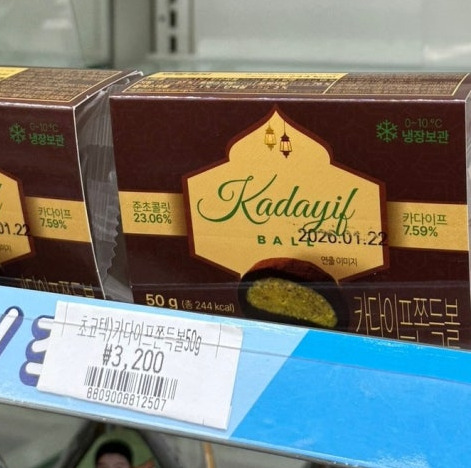 0~10℃
냉장보관
카다이프
7.59%
01.22
0~10℃
냉장보관
준초콜릿
23.06%
Kadayif
BALL
2026.01.22
연출 이미지
카다이프
7.59%
50 g (총 244 kcal)
카다이프쫀득볼
초코텍)카다이프쫀득볼50g
₩3,200
8809008812507